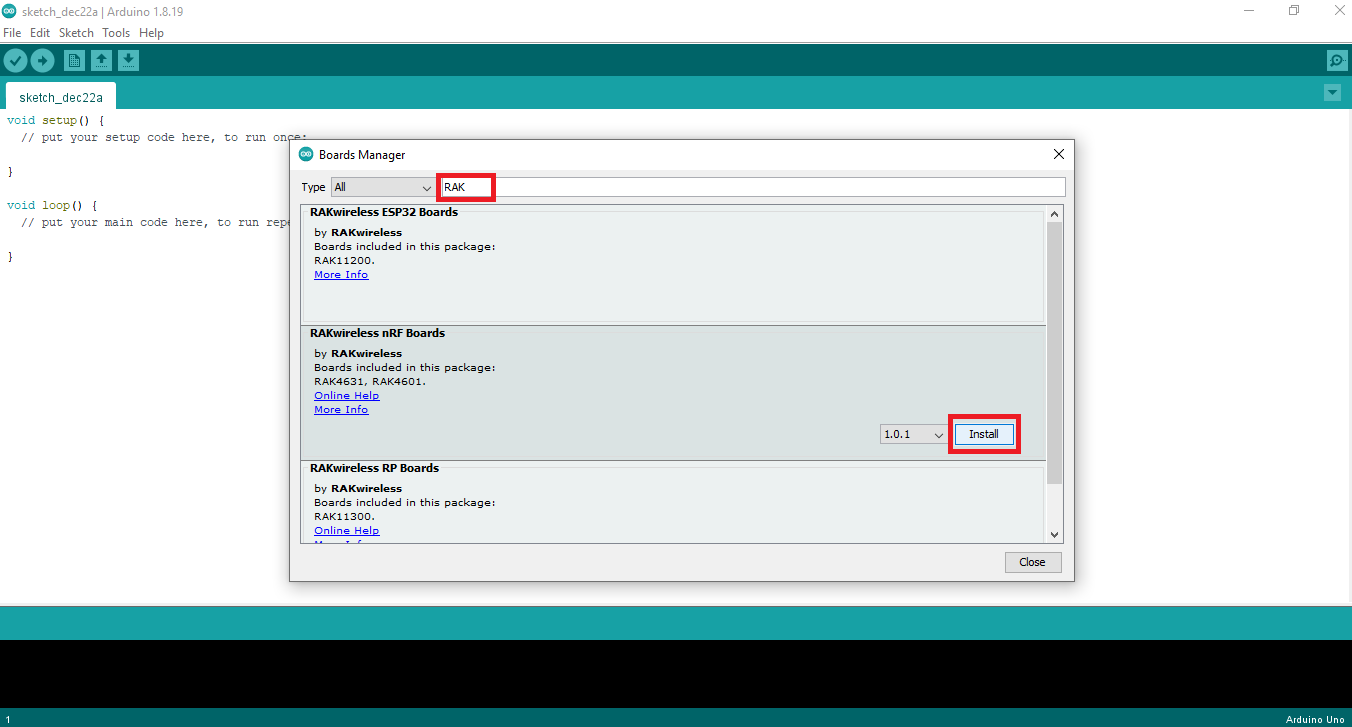 sketch_dec22a | Arduino 1.8.19
File Edit Sketch Tools Help
sketch_dec22a
void setup() {
  // put your setup code here, to run once:
}
void loop() {
  // put your main code here, to run repe
}
Boards Manager
Type All RAK
RAKwireless ESP32 Boards
by RAKwireless
Boards included in this package:
RAK11200.
More Info
RAKwireless nRF Boards
by RAKwireless
Boards included in this package:
RAK4631, RAK4601.
Online Help
More Info
1.0.1 Install
RAKwireless RP Boards
by RAKwireless
Boards included in this package:
RAK11300.
Online Help
Close
1 Arduino Uno